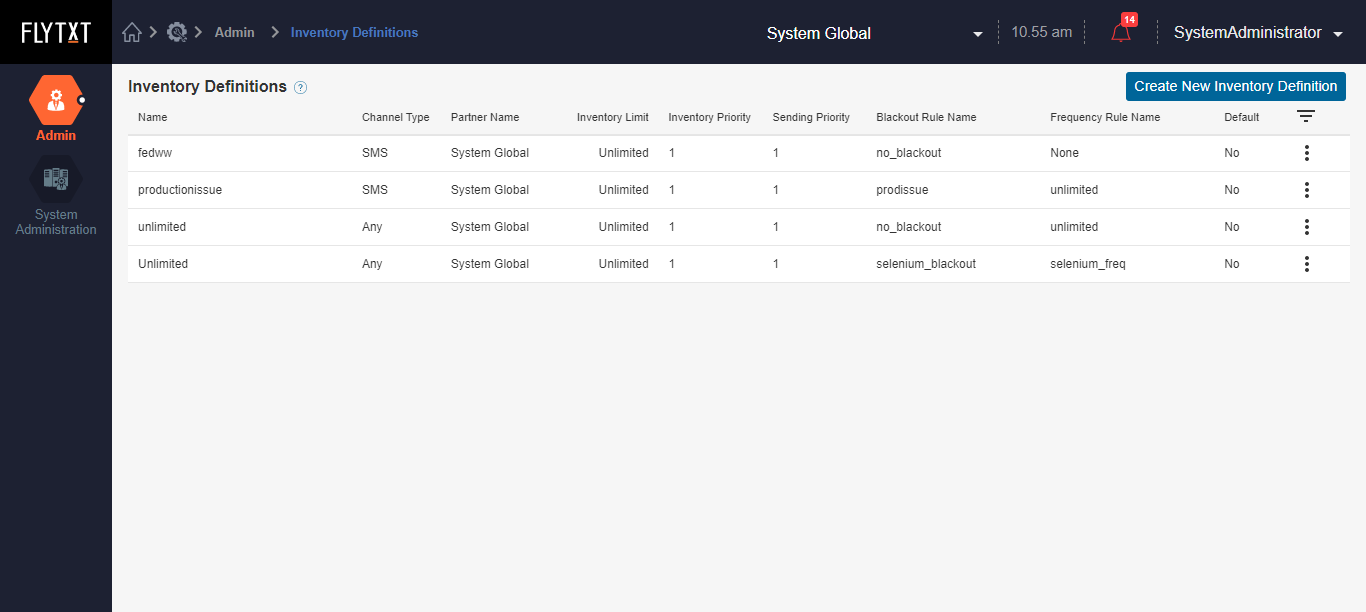 FLYTXT
Admin Inventory Definitions System Global 10.55 am 14 SystemAdministrator
Admin
System
Administration
Inventory Definitions ? Create New Inventory Definition
Name Channel Type Partner Name Inventory Limit Inventory Priority Sending Priority Blackout Rule Name Frequency Rule Name Default
fedww SMS System Global Unlimited 1 1 no_blackout None No
productionissue SMS System Global Unlimited 1 1 prodissue unlimited No
unlimited Any System Global Unlimited 1 1 no_blackout unlimited No
Unlimited Any System Global Unlimited 1 1 selenium_blackout selenium_freq No